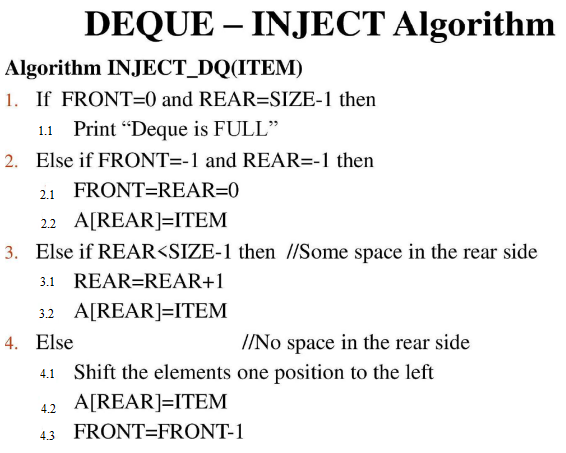 DEQUE – INJECT Algorithm
Algorithm INJECT_DQ(ITEM)
1. If FRONT=0 and REAR=SIZE-1 then
1.1 Print “Deque is FULL”
2. Else if FRONT=-1 and REAR=-1 then
2.1 FRONT=REAR=0
2.2 A[REAR]=ITEM
3. Else if REAR<SIZE-1 then //Some space in the rear side
3.1 REAR=REAR+1
3.2 A[REAR]=ITEM
4. Else //No space in the rear side
4.1 Shift the elements one position to the left
4.2 A[REAR]=ITEM
4.3 FRONT=FRONT-1